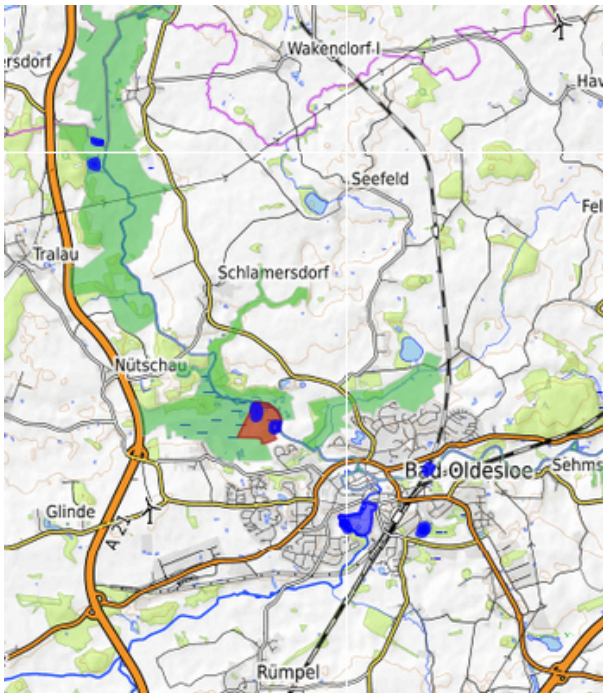 Wakendorf I
ersdorf
Hav
Seefeld
Fel
Tralau
Schlamersdorf
Nütschau
Bad Oldesloe
Sehms
Glinde
A 21
Rümpel